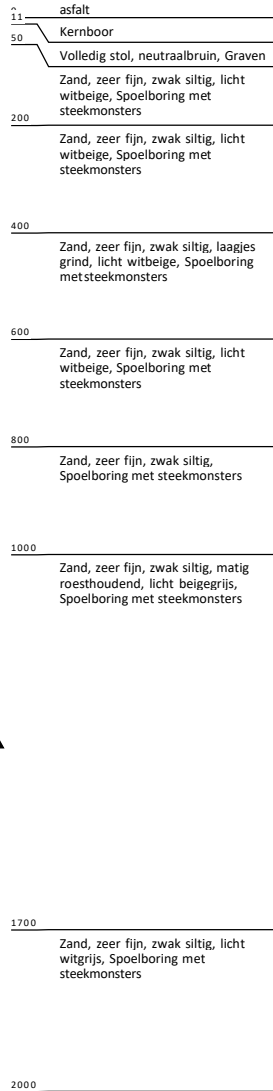 asfalt
11
Kernboor
50
Volledig stol, neutraalbruin, Graven
Zand, zeer fijn, zwak siltig, licht
witbeige, Spoelboring met
steekmonsters
200
Zand, zeer fijn, zwak siltig, licht
witbeige, Spoelboring met
steekmonsters
400
Zand, zeer fijn, zwak siltig, laagjes
grind, licht witbeige, Spoelboring
metsteekmonsters
600
Zand, zeer fijn, zwak siltig, licht
witbeige, Spoelboring met
steekmonsters
800
Zand, zeer fijn, zwak siltig,
Spoelboring met steekmonsters
1000
Zand, zeer fijn, zwak siltig, matig
roesthoudend, licht beigegrijs,
Spoelboring met steekmonsters
1700
Zand, zeer fijn, zwak siltig, licht
witgrijs, Spoelboring met
steekmonsters
2000